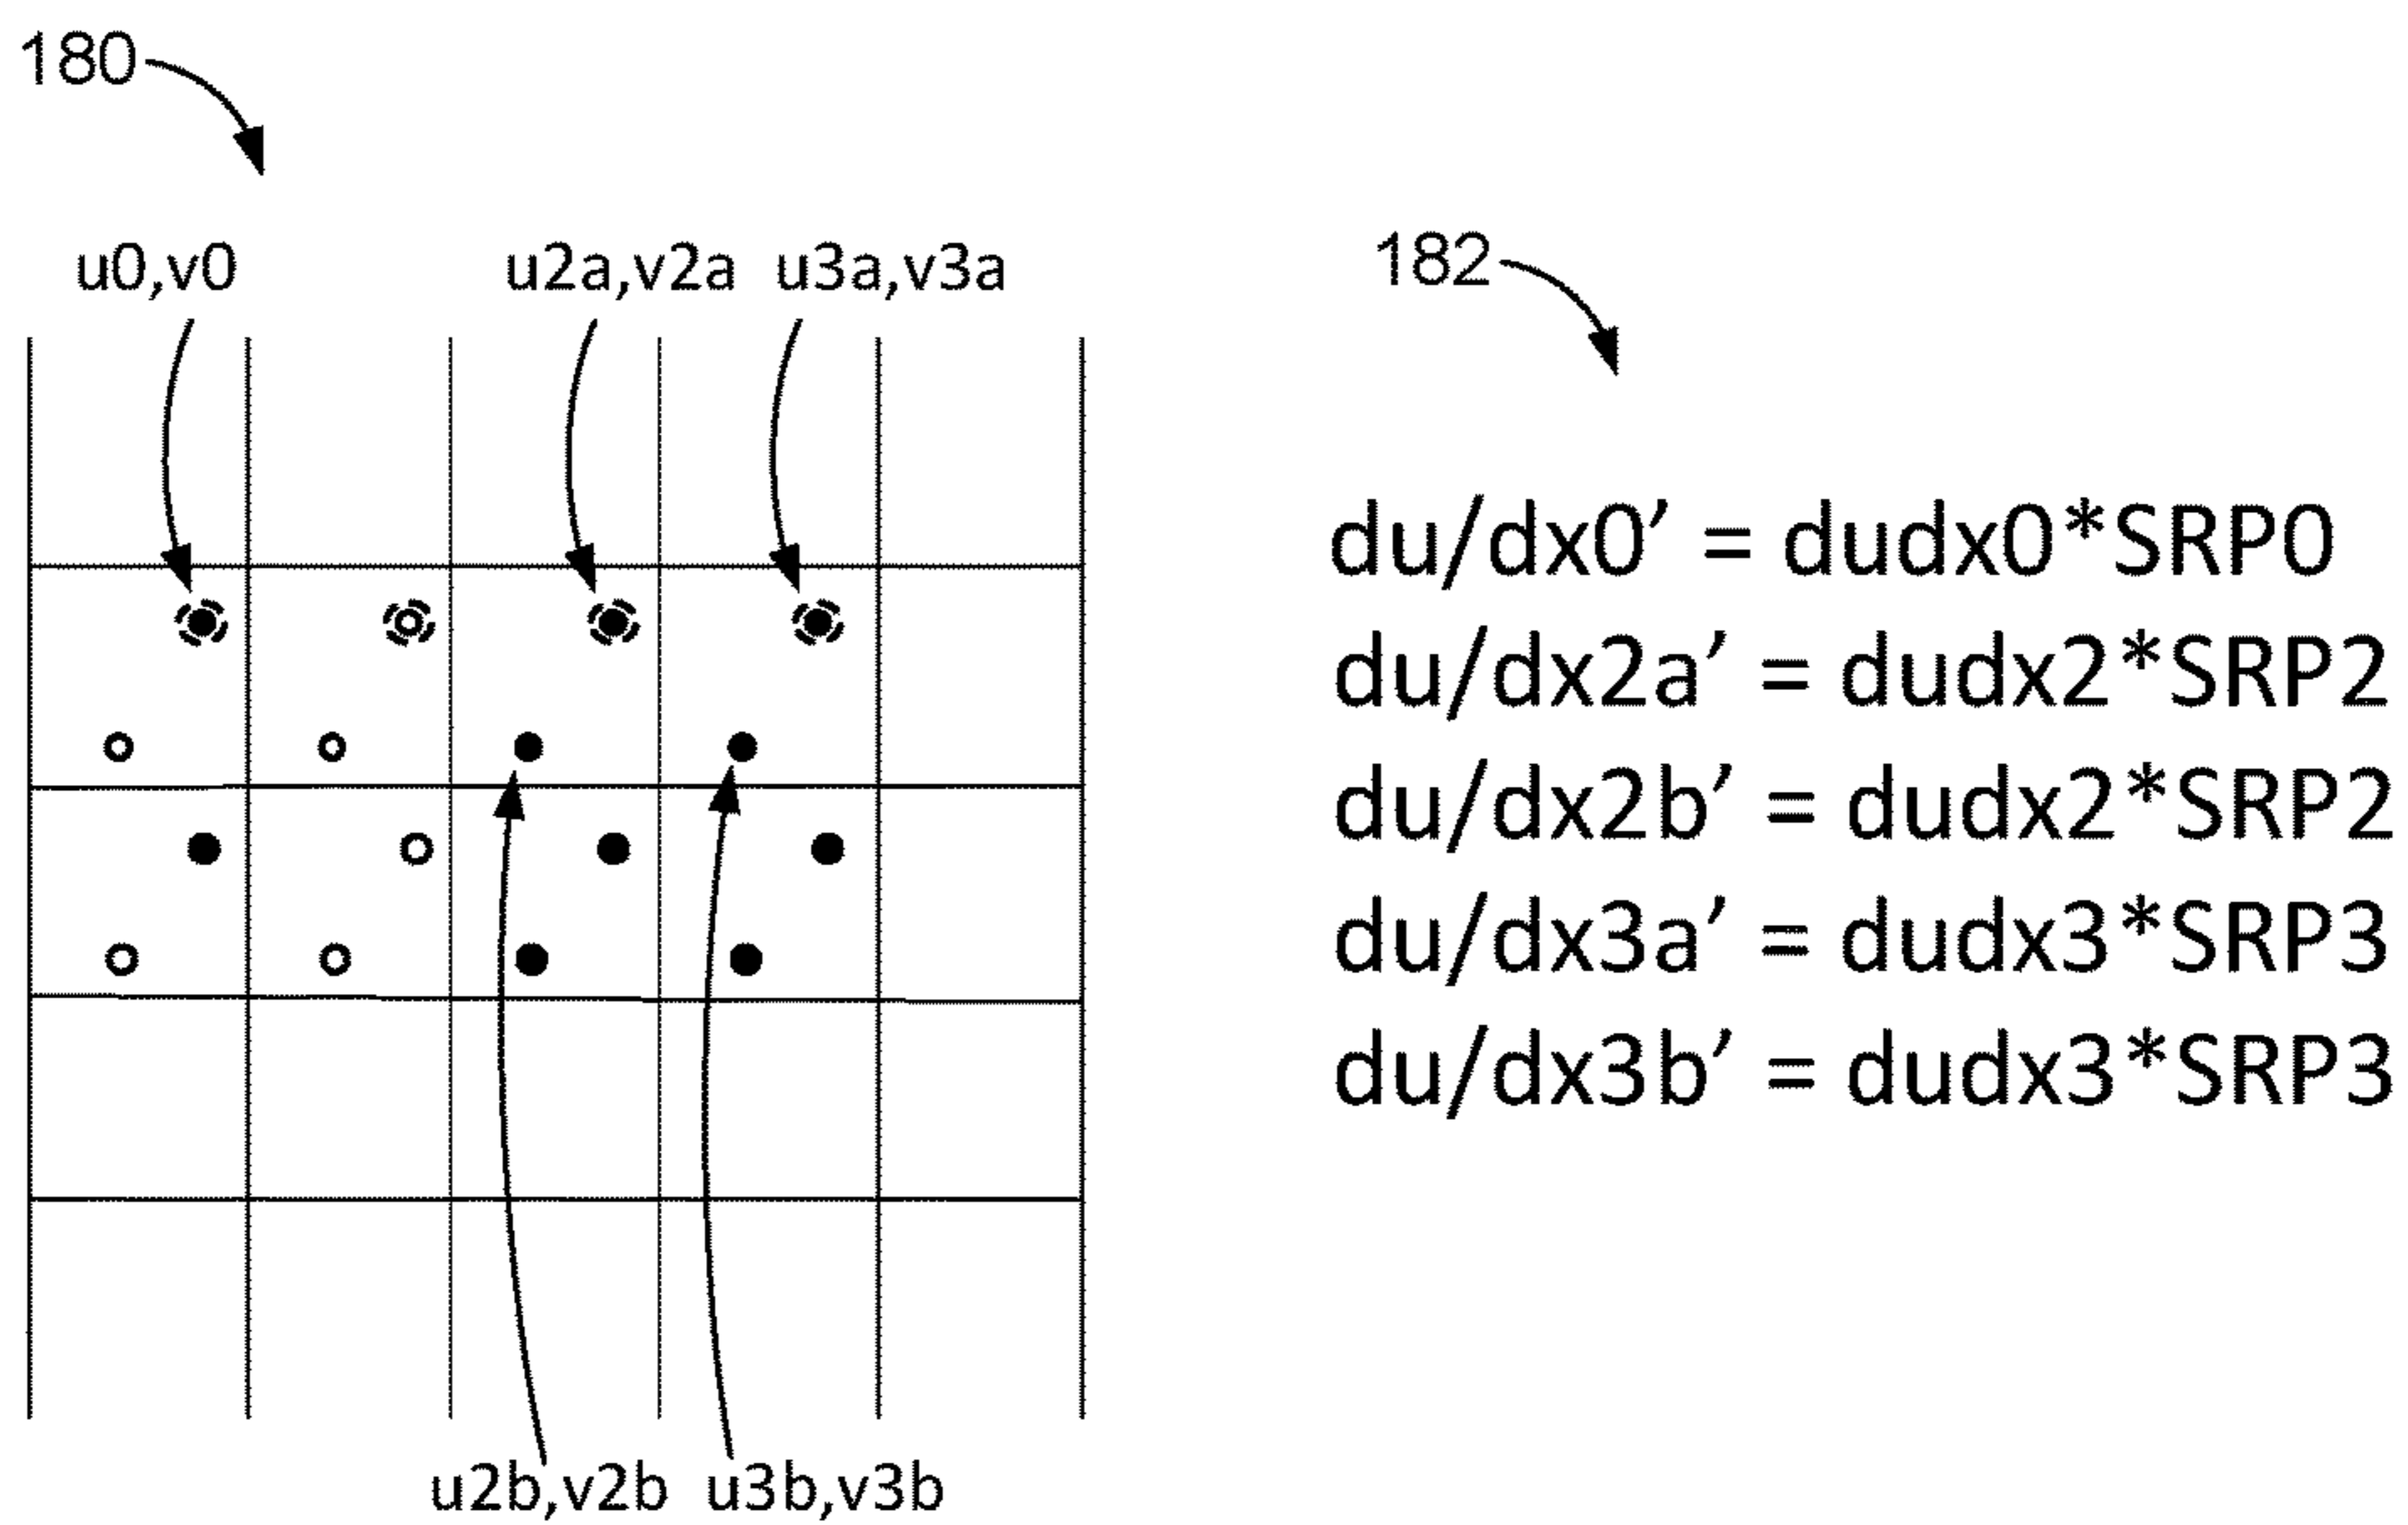 180
u0,v0
u2a,v2a
u3a,v3a
u2b,v2b
u3b,v3b
182
du/dx0’ = dudx0*SRP0
du/dx2a’ = dudx2*SRP2
du/dx2b’ = dudx2*SRP2
du/dx3a’ = dudx3*SRP3
du/dx3b’ = dudx3*SRP3